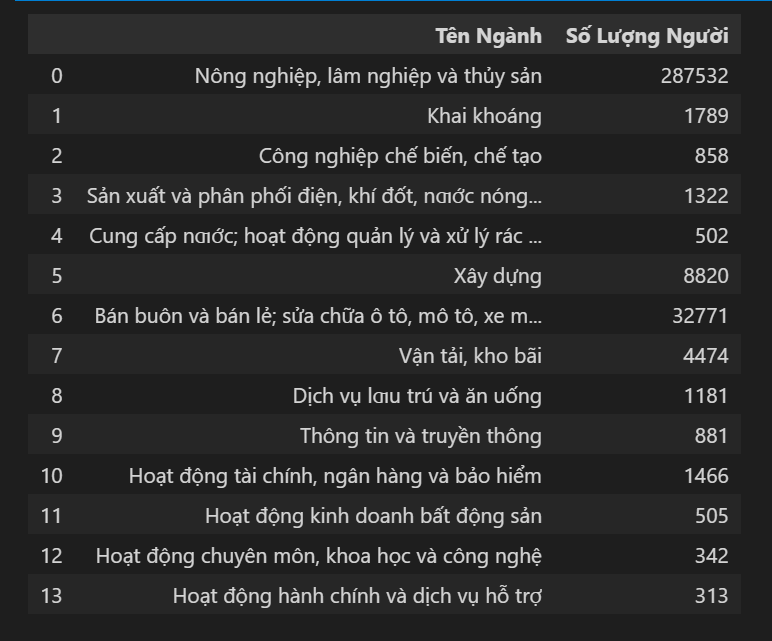 Tên Ngành Số Lượng Người
0 Nông nghiệp, lâm nghiệp và thủy sản 287532
1 Khai khoáng 1789
2 Công nghiệp chế biến, chế tạo 858
3 Sản xuất và phân phối điện, khí đốt, nɑıớc nóng... 1322
4 Cung cấp nɑıớc; hoạt động quản lý và xử lý rác ... 502
5 Xây dựng 8820
6 Bán buôn và bán lẻ; sửa chữa ô tô, mô tô, xe m... 32771
7 Vận tải, kho bãi 4474
8 Dịch vụ lɑıu trú và ăn uống 1181
9 Thông tin và truyền thông 881
10 Hoạt động tài chính, ngân hàng và bảo hiểm 1466
11 Hoạt động kinh doanh bất động sản 505
12 Hoạt động chuyên môn, khoa học và công nghệ 342
13 Hoạt động hành chính và dịch vụ hỗ trợ 313